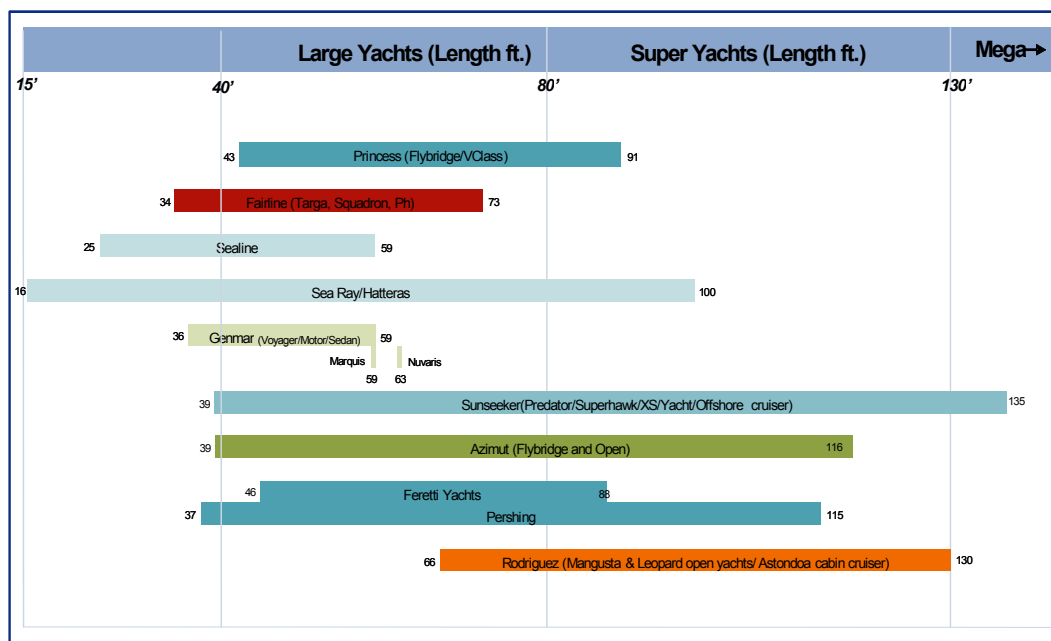 Large Yachts (Length ft.) Super Yachts (Length ft.) Mega
15’ 40’ 80’ 130’
43 Princess (Flybridge/VClass) 91
34 Fairline (Targa, Squadron, Ph) 73
25 Sealine 59
16 Sea Ray/Hatteras 100
36 Genmar (Voyager/Motor/Sedan) 59
Marquis Nuvaris
59 63
39 Sunseeker(Predator/Superhawk/XS/Yacht/Offshore cruiser) 135
39 Azimut (Flybridge and Open) 116
46 Feretti Yachts 88
37 Pershing 115
66 Rodriguez (Mangusta & Leopard open yachts/ Astondoa cabin cruiser) 130